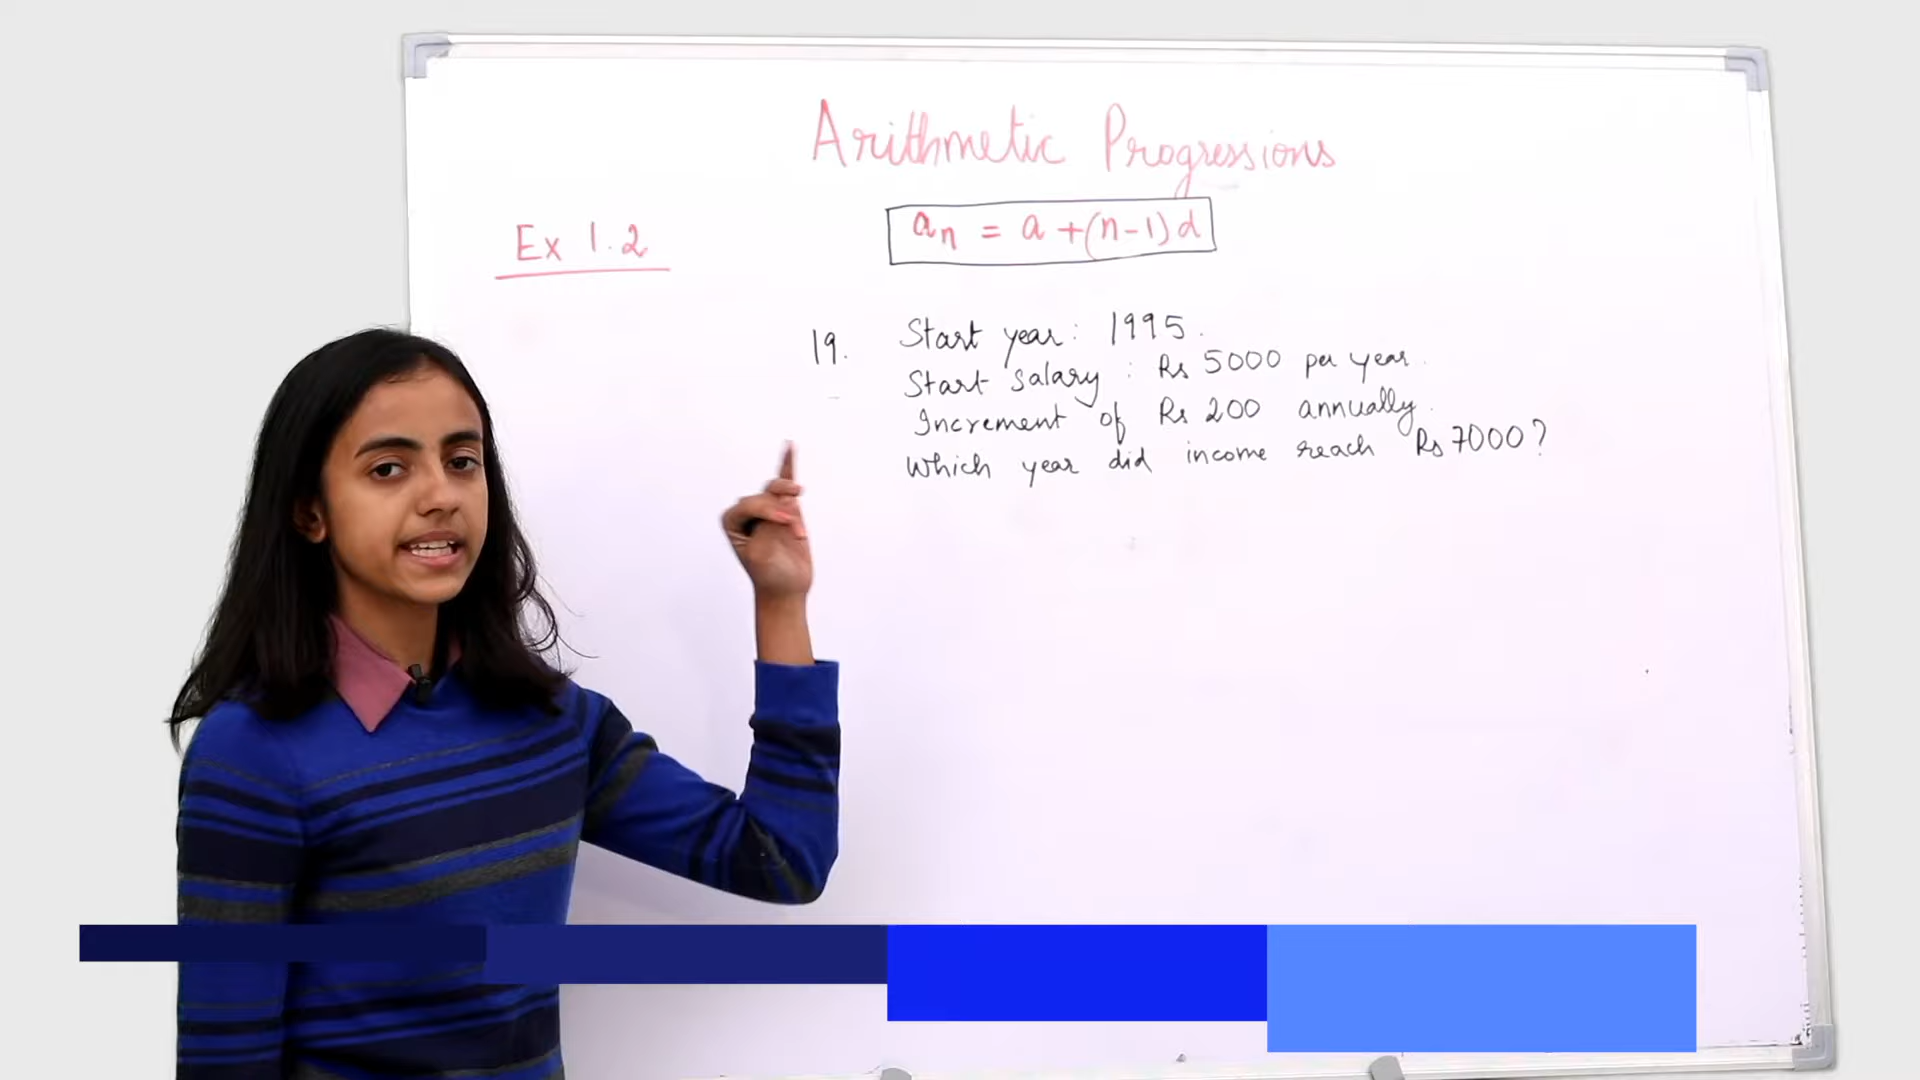 Arithmetic Progressions
Ex 1.2
an = a + (n-1)d
19. Start year: 1995.
Start salary : Rs 5000 per year.
Increment of Rs 200 annually.
Which year did income reach Rs 7000?